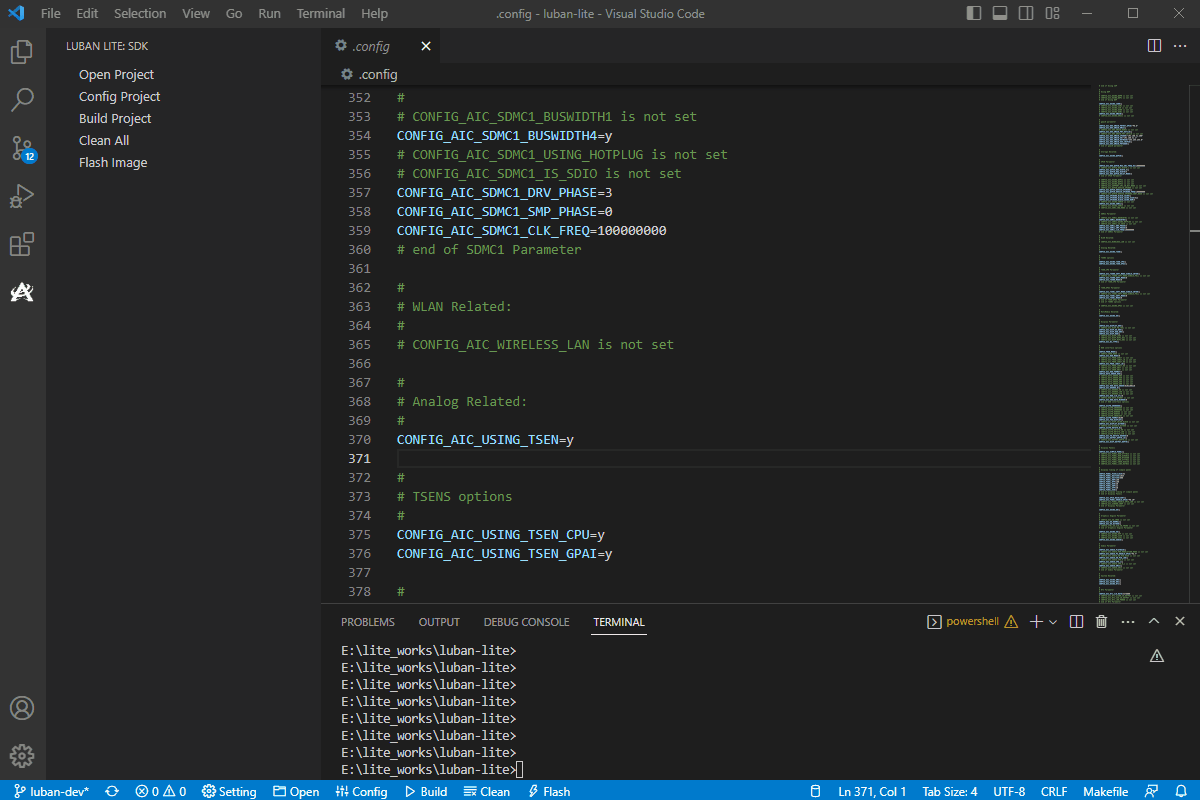 File Edit Selection View Go Run Terminal Help .config - luban-lite - Visual Studio Code
LUBAN LITE: SDK
Open Project
Config Project
Build Project
Clean All
Flash Image
12
.config
.config
352 #
353 # CONFIG_AIC_SDMC1_BUSWIDTH1 is not set
354 CONFIG_AIC_SDMC1_BUSWIDTH4=y
355 # CONFIG_AIC_SDMC1_USING_HOTPLUG is not set
356 # CONFIG_AIC_SDMC1_IS_SDIO is not set
357 CONFIG_AIC_SDMC1_DRV_PHASE=3
358 CONFIG_AIC_SDMC1_SMP_PHASE=0
359 CONFIG_AIC_SDMC1_CLK_FREQ=100000000
360 # end of SDMC1 Parameter
361
362 #
363 # WLAN Related:
364 #
365 # CONFIG_AIC_WIRELESS_LAN is not set
366
367 #
368 # Analog Related:
369 #
370 CONFIG_AIC_USING_TSEN=y
371
372 #
373 # TSENS options
374 #
375 CONFIG_AIC_USING_TSEN_CPU=y
376 CONFIG_AIC_USING_TSEN_GPAI=y
377
378 #
PROBLEMS OUTPUT DEBUG CONSOLE TERMINAL powershell
E:\lite_works\luban-lite>
E:\lite_works\luban-lite>
E:\lite_works\luban-lite>
E:\lite_works\luban-lite>
E:\lite_works\luban-lite>
E:\lite_works\luban-lite>
E:\lite_works\luban-lite>
E:\lite_works\luban-lite>
luban-dev* 0 0 Setting Open Config Build Clean Flash Ln 371, Col 1 Tab Size: 4 UTF-8 CRLF Makefile